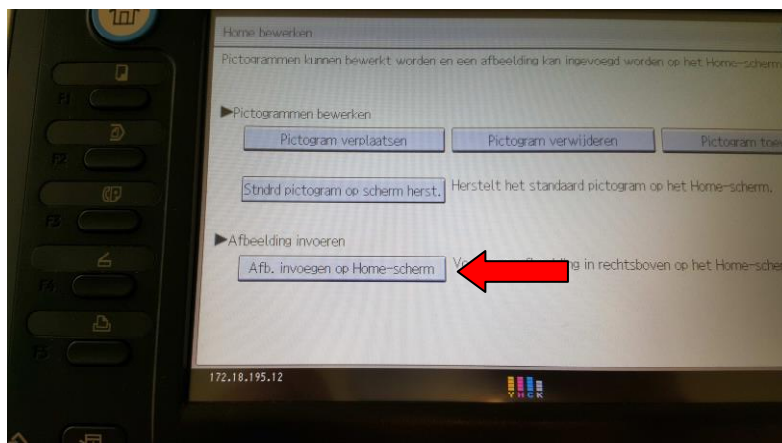 Home bewerken
Pictogrammen kunnen bewerkt worden en een afbeelding kan ingevoegd worden op het Home-scherm
F1
▶Pictogrammen bewerken
Pictogram verplaatsen Pictogram verwijderen Pictogram
F2
Stndrd pictogram op scherm herst. Herstelt het standaard pictogram op het Home-scherm.
F3
▶Afbeelding invoeren
Afb. invoegen op Home-scherm in rechtsboven op het Home-sche
F4
F5
172.18.195.12
Y M C K